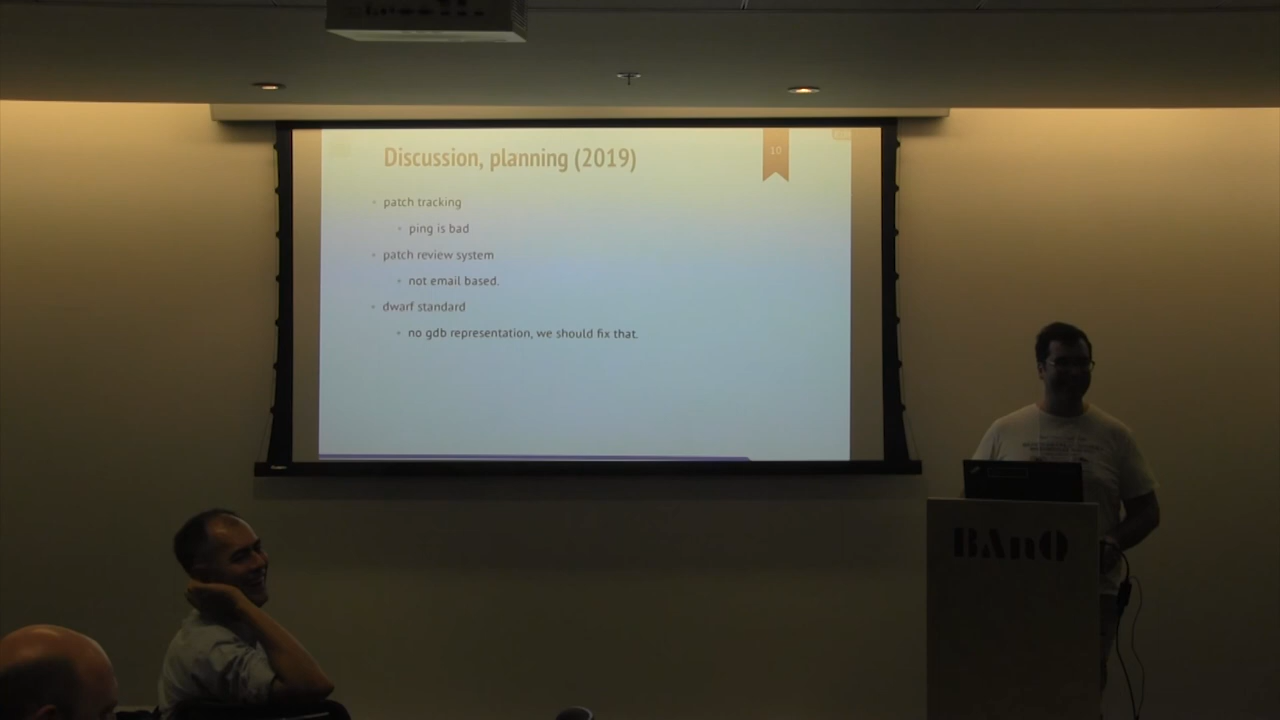 Discussion, planning (2019)
10
patch tracking
ping is bad
patch review system
not email based.
dwarf standard
no gdb representation, we should fix that.
BAnQ